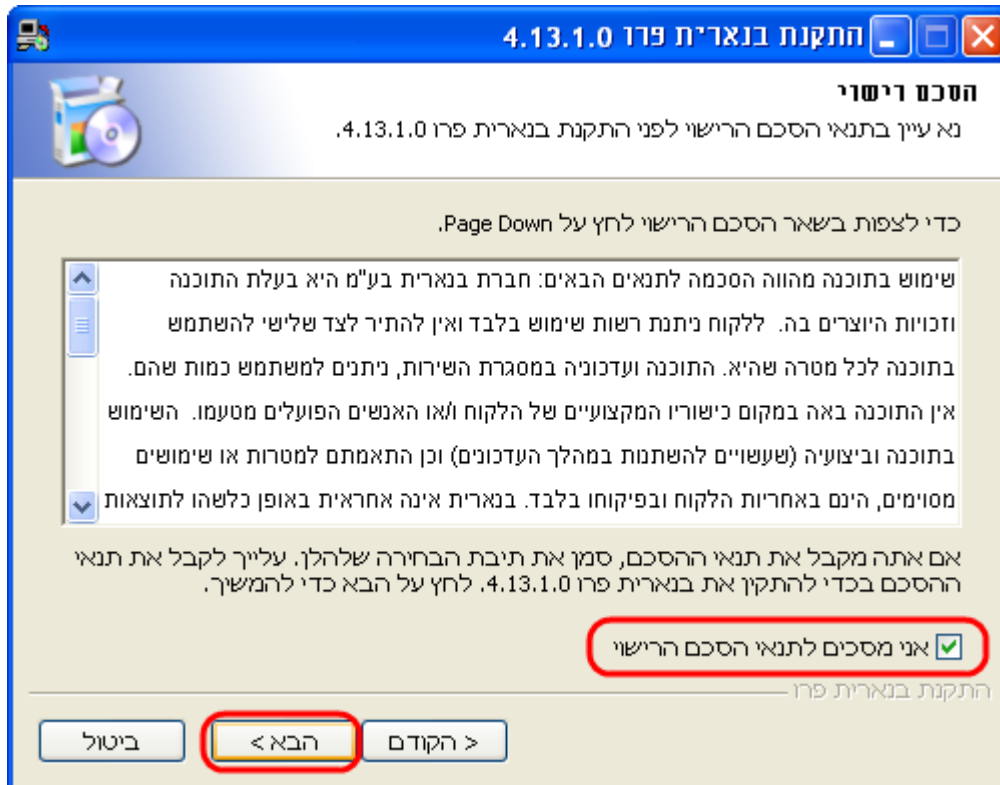 התקנת בנארית פרו 4.13.1.0
הסכם רישוי
נא עיין בתנאי הסכם הרישוי לפני התקנת בנארית פרו 4.13.1.0.
כדי לצפות בשאר הסכם הרישוי לחץ על Page Down.
שימוש בתוכנה מהווה הסכמה לתנאים הבאים: חברת בנארית בע"מ היא בעלת התוכנה
וזכויות היוצרים בה. ללקוח ניתנת רשות שימוש בלבד ואין להתיר לצד שלישי להשתמש
בתוכנה לכל מטרה שהיא. התוכנה ועדכוניה במסגרת השירות, ניתנים למשתמש כמות שהם.
אין התוכנה באה במקום כישוריו המקצועיים של הלקוח ו/או האנשים הפועלים מטעמו. השימוש
בתוכנה וביצועיה (שעשויים להשתנות במהלך העדכונים) וכן התאמתם למטרות או שימושים
מסוימים, הינם באחריות הלקוח ובפיקוחו בלבד. בנארית אינה אחראית באופן כלשהו לתוצאות
אם אתה מקבל את תנאי ההסכם, סמן את תיבת הבחירה שלהלן. עלייך לקבל את תנאי
ההסכם בכדי להתקין את בנארית פרו 4.13.1.0. לחץ על הבא כדי להמשיך.
אני מסכים לתנאי הסכם הרישוי
התקנת בנארית פרו
< הקודם
הבא >
ביטול